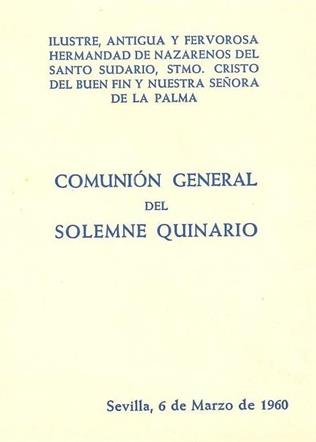 ILUSTRE, ANTIGUA Y FERVOROSA
HERMANDAD DE NAZARENOS DEL
SANTO SUDARIO, STMO. CRISTO
DEL BUEN FIN Y NUESTRA SEÑORA
DE LA PALMA
COMUNIÓN GENERAL
DEL
SOLEMNE QUINARIO
Sevilla, 6 de Marzo de 1960